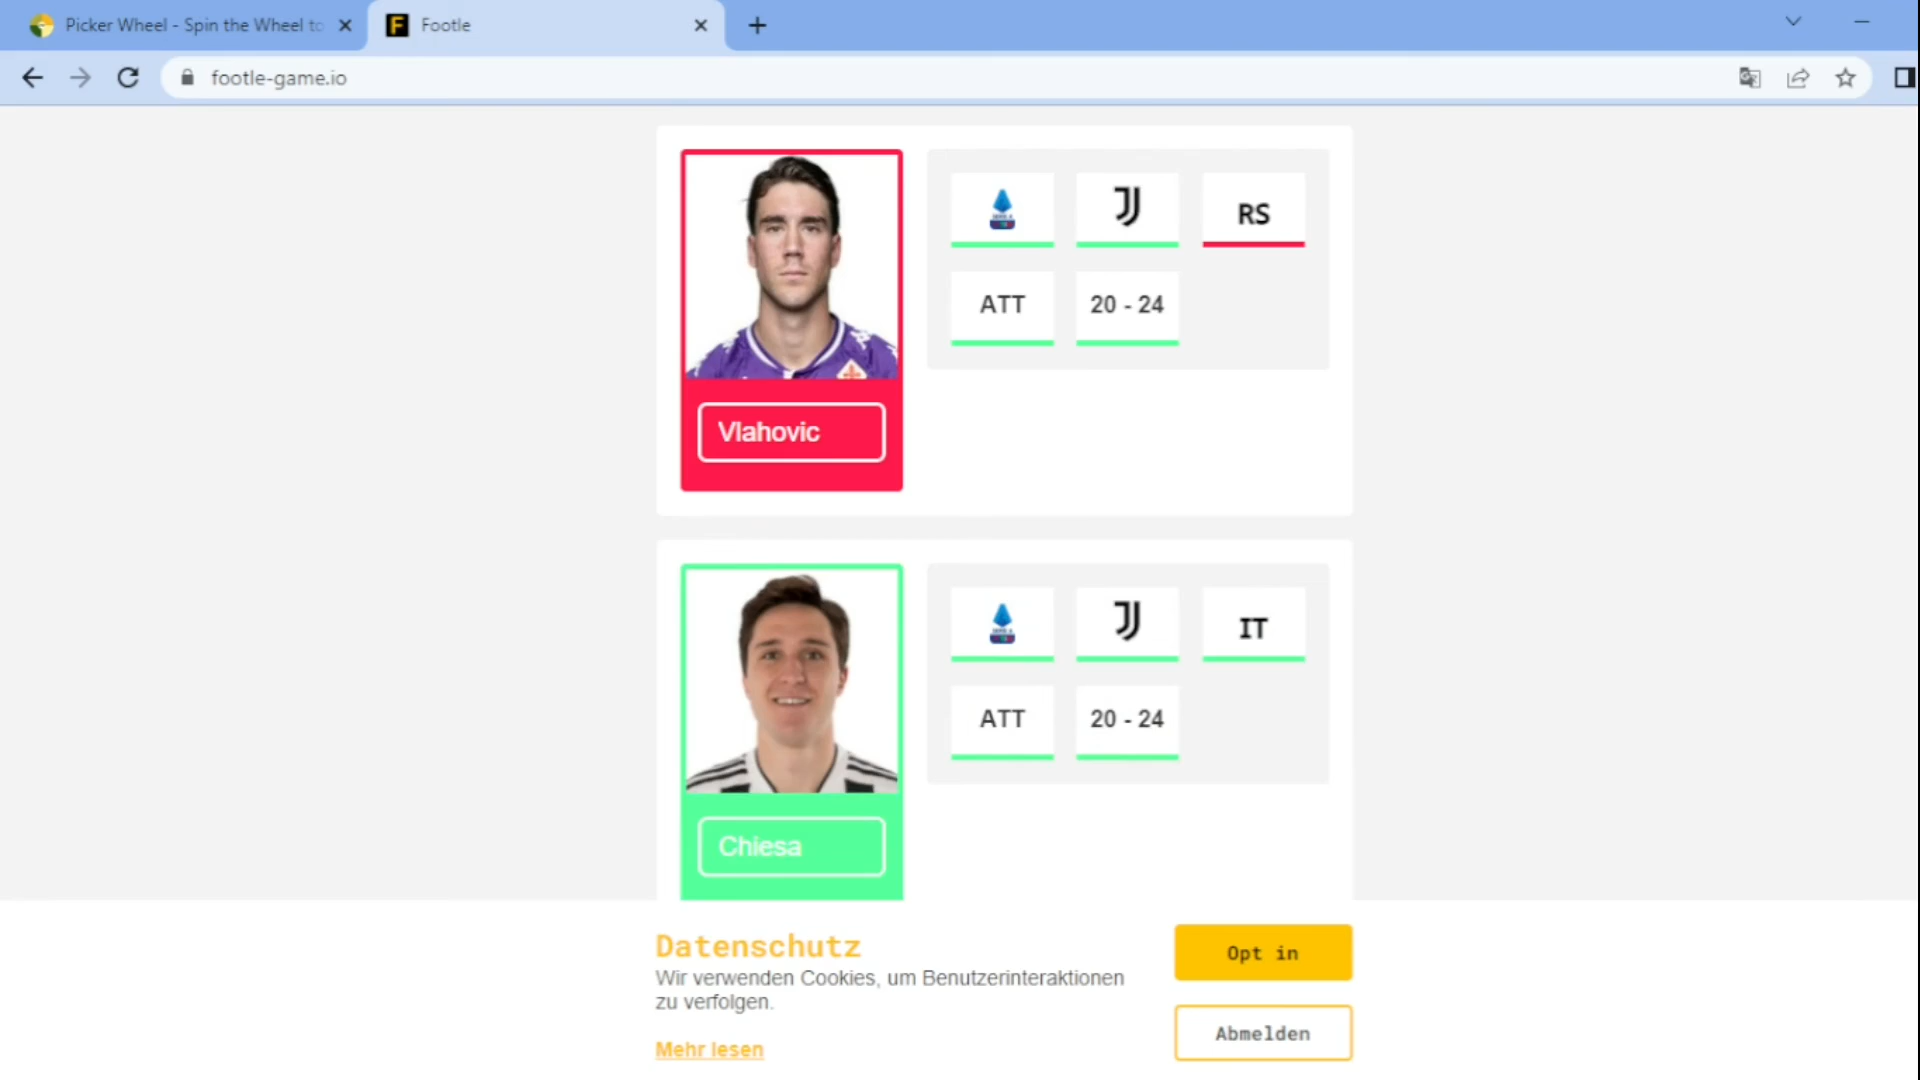 Picker Wheel - Spin the Wheel to
Footle
footle-game.io
RS
ATT
20 - 24
Vlahovic
IT
ATT
20 - 24
Chiesa
Datenschutz
Wir verwenden Cookies, um Benutzerinteraktionen
zu verfolgen.
Mehr lesen
Opt in
Abmelden